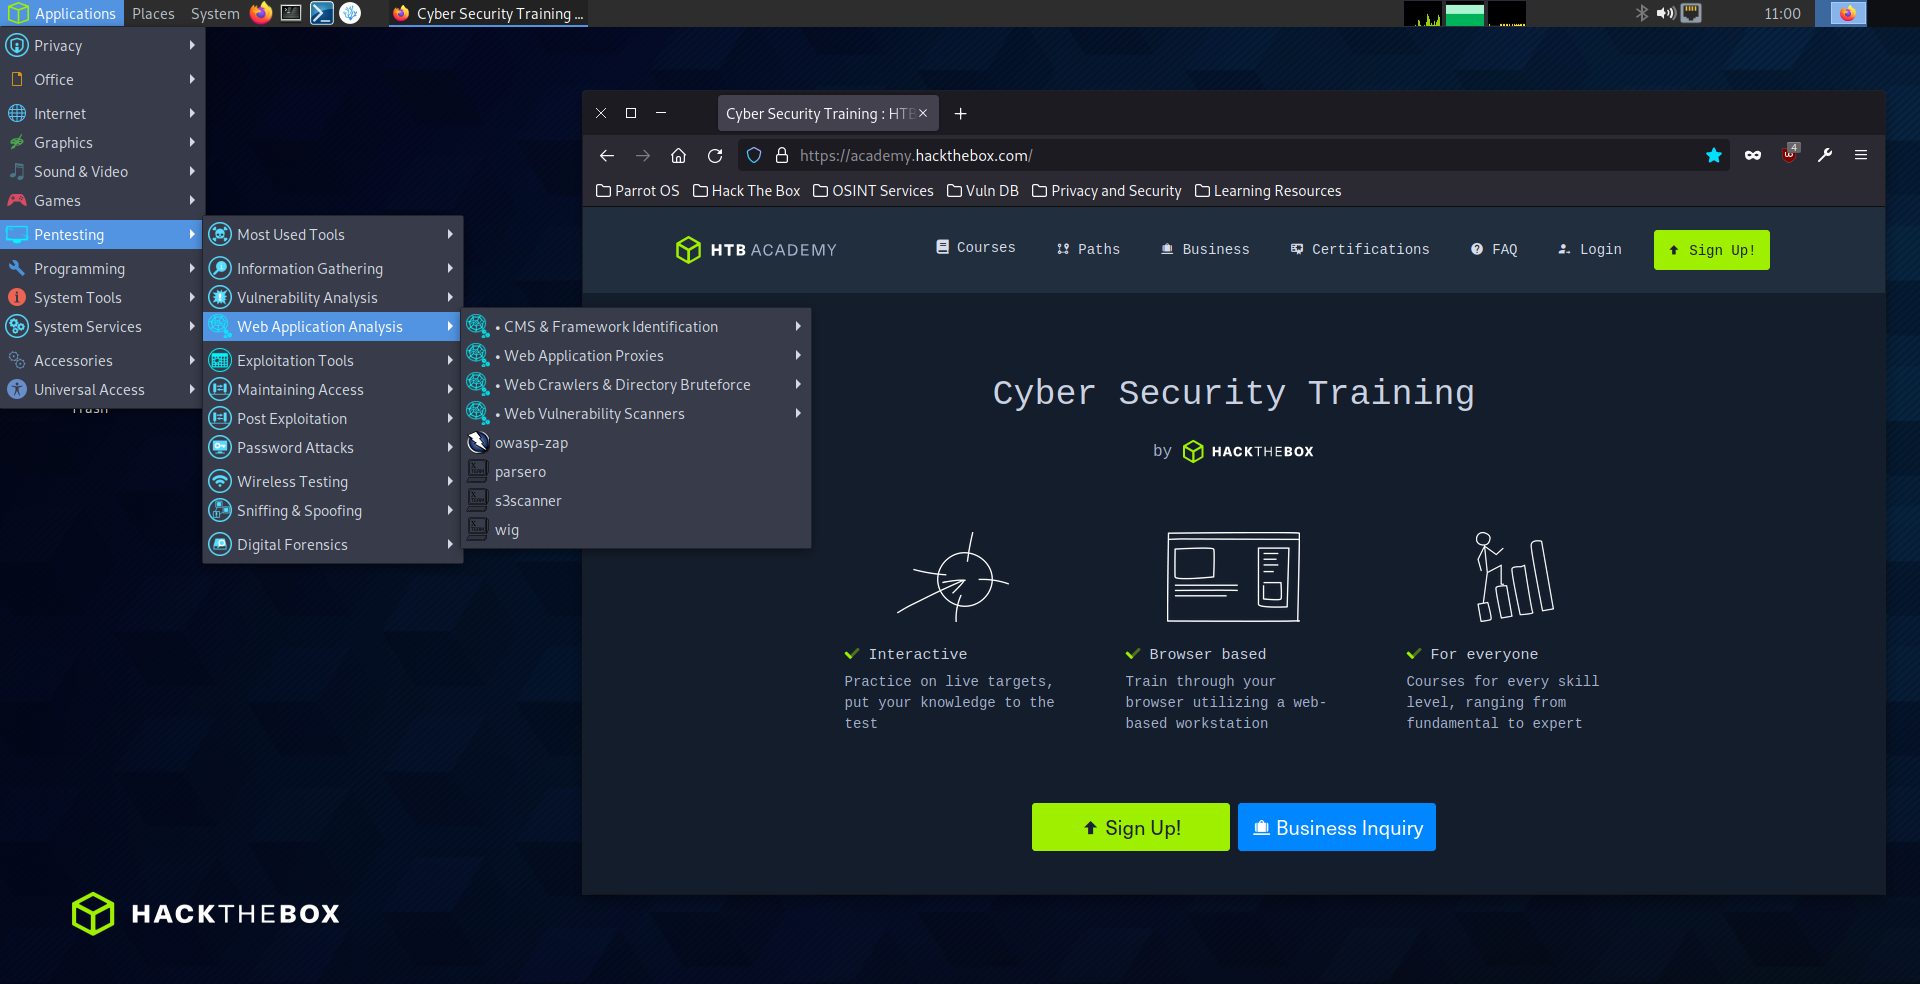 Applications Places System Cyber Security Training ... 11:00
Privacy
Office
Internet
Graphics
Sound & Video
Games
Pentesting
Programming
System Tools
System Services
Accessories
Universal Access
Trash
Most Used Tools
Information Gathering
Vulnerability Analysis
Web Application Analysis
Exploitation Tools
Maintaining Access
Post Exploitation
Password Attacks
Wireless Testing
Sniffing & Spoofing
Digital Forensics
• CMS & Framework Identification
• Web Application Proxies
• Web Crawlers & Directory Bruteforce
• Web Vulnerability Scanners
owasp-zap
parsero
s3scanner
wig
Cyber Security Training : HTB
https://academy.hackthebox.com/ 4
Parrot OS Hack The Box OSINT Services Vuln DB Privacy and Security Learning Resources
HTB ACADEMY Courses Paths Business Certifications FAQ Login Sign Up!
Cyber Security Training
by HACKTHEBOX
Interactive
Practice on live targets,
put your knowledge to the
test
Browser based
Train through your
browser utilizing a web-
based workstation
For everyone
Courses for every skill
level, ranging from
fundamental to expert
Sign Up! Business Inquiry
HACKTHEBOX